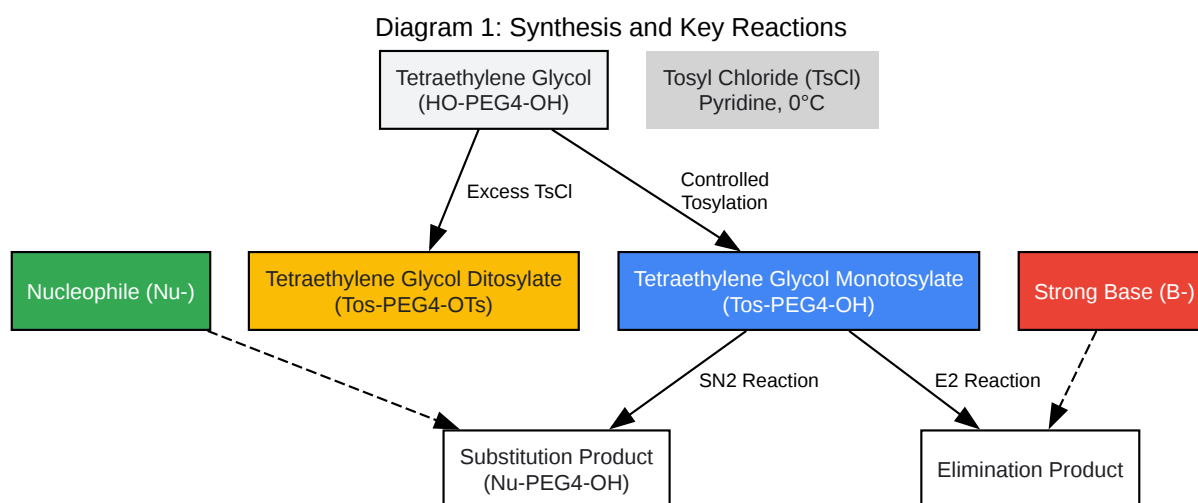 Diagram 1: Synthesis and Key Reactions
Tetraethylene Glycol
(HO-PEG4-OH)
Tosyl Chloride (TsCl)
Pyridine, 0°C
Excess TsCl
Controlled
Tosylation
Nucleophile (Nu-)
Tetraethylene Glycol Ditosylate
(Tos-PEG4-OTs)
Tetraethylene Glycol Monotosylate
(Tos-PEG4-OH)
Strong Base (B-)
SN2 Reaction
E2 Reaction
Substitution Product
(Nu-PEG4-OH)
Elimination Product